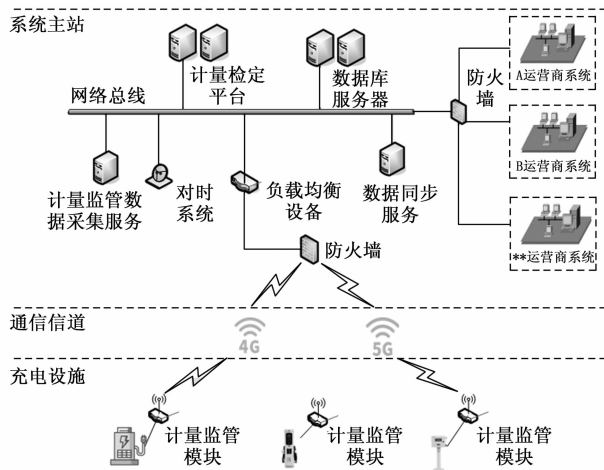 系统主站
计量检定
平台
数据库
服务器
防火
墙
A运营商系统
网络总线
B运营商系统
计量监管数
据采集服务
对时
系统
负载均衡
设备
数据同步
服务
**运营商系统
防火墙
通信信道
4G
5G
充电设施
计量监管
模块
计量监管
模块
计量监管
模块